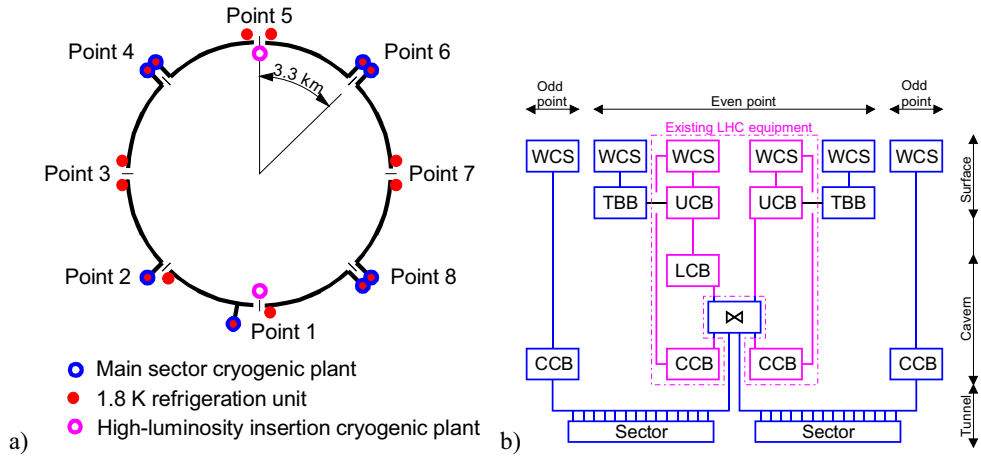 Point 5
Point 4
Point 6
3.3 km
Point 3
Point 7
Point 2
Point 8
Point 1
Main sector cryogenic plant
1.8 K refrigeration unit
High-luminosity insertion cryogenic plant
a)
Odd point
Even point
Odd point
Existing LHC equipment
WCS WCS WCS WCS WCS WCS
TBB UCB UCB TBB
LCB
CCB CCB CCB CCB
Sector Sector
Surface
Cavern
Tunnel
b)